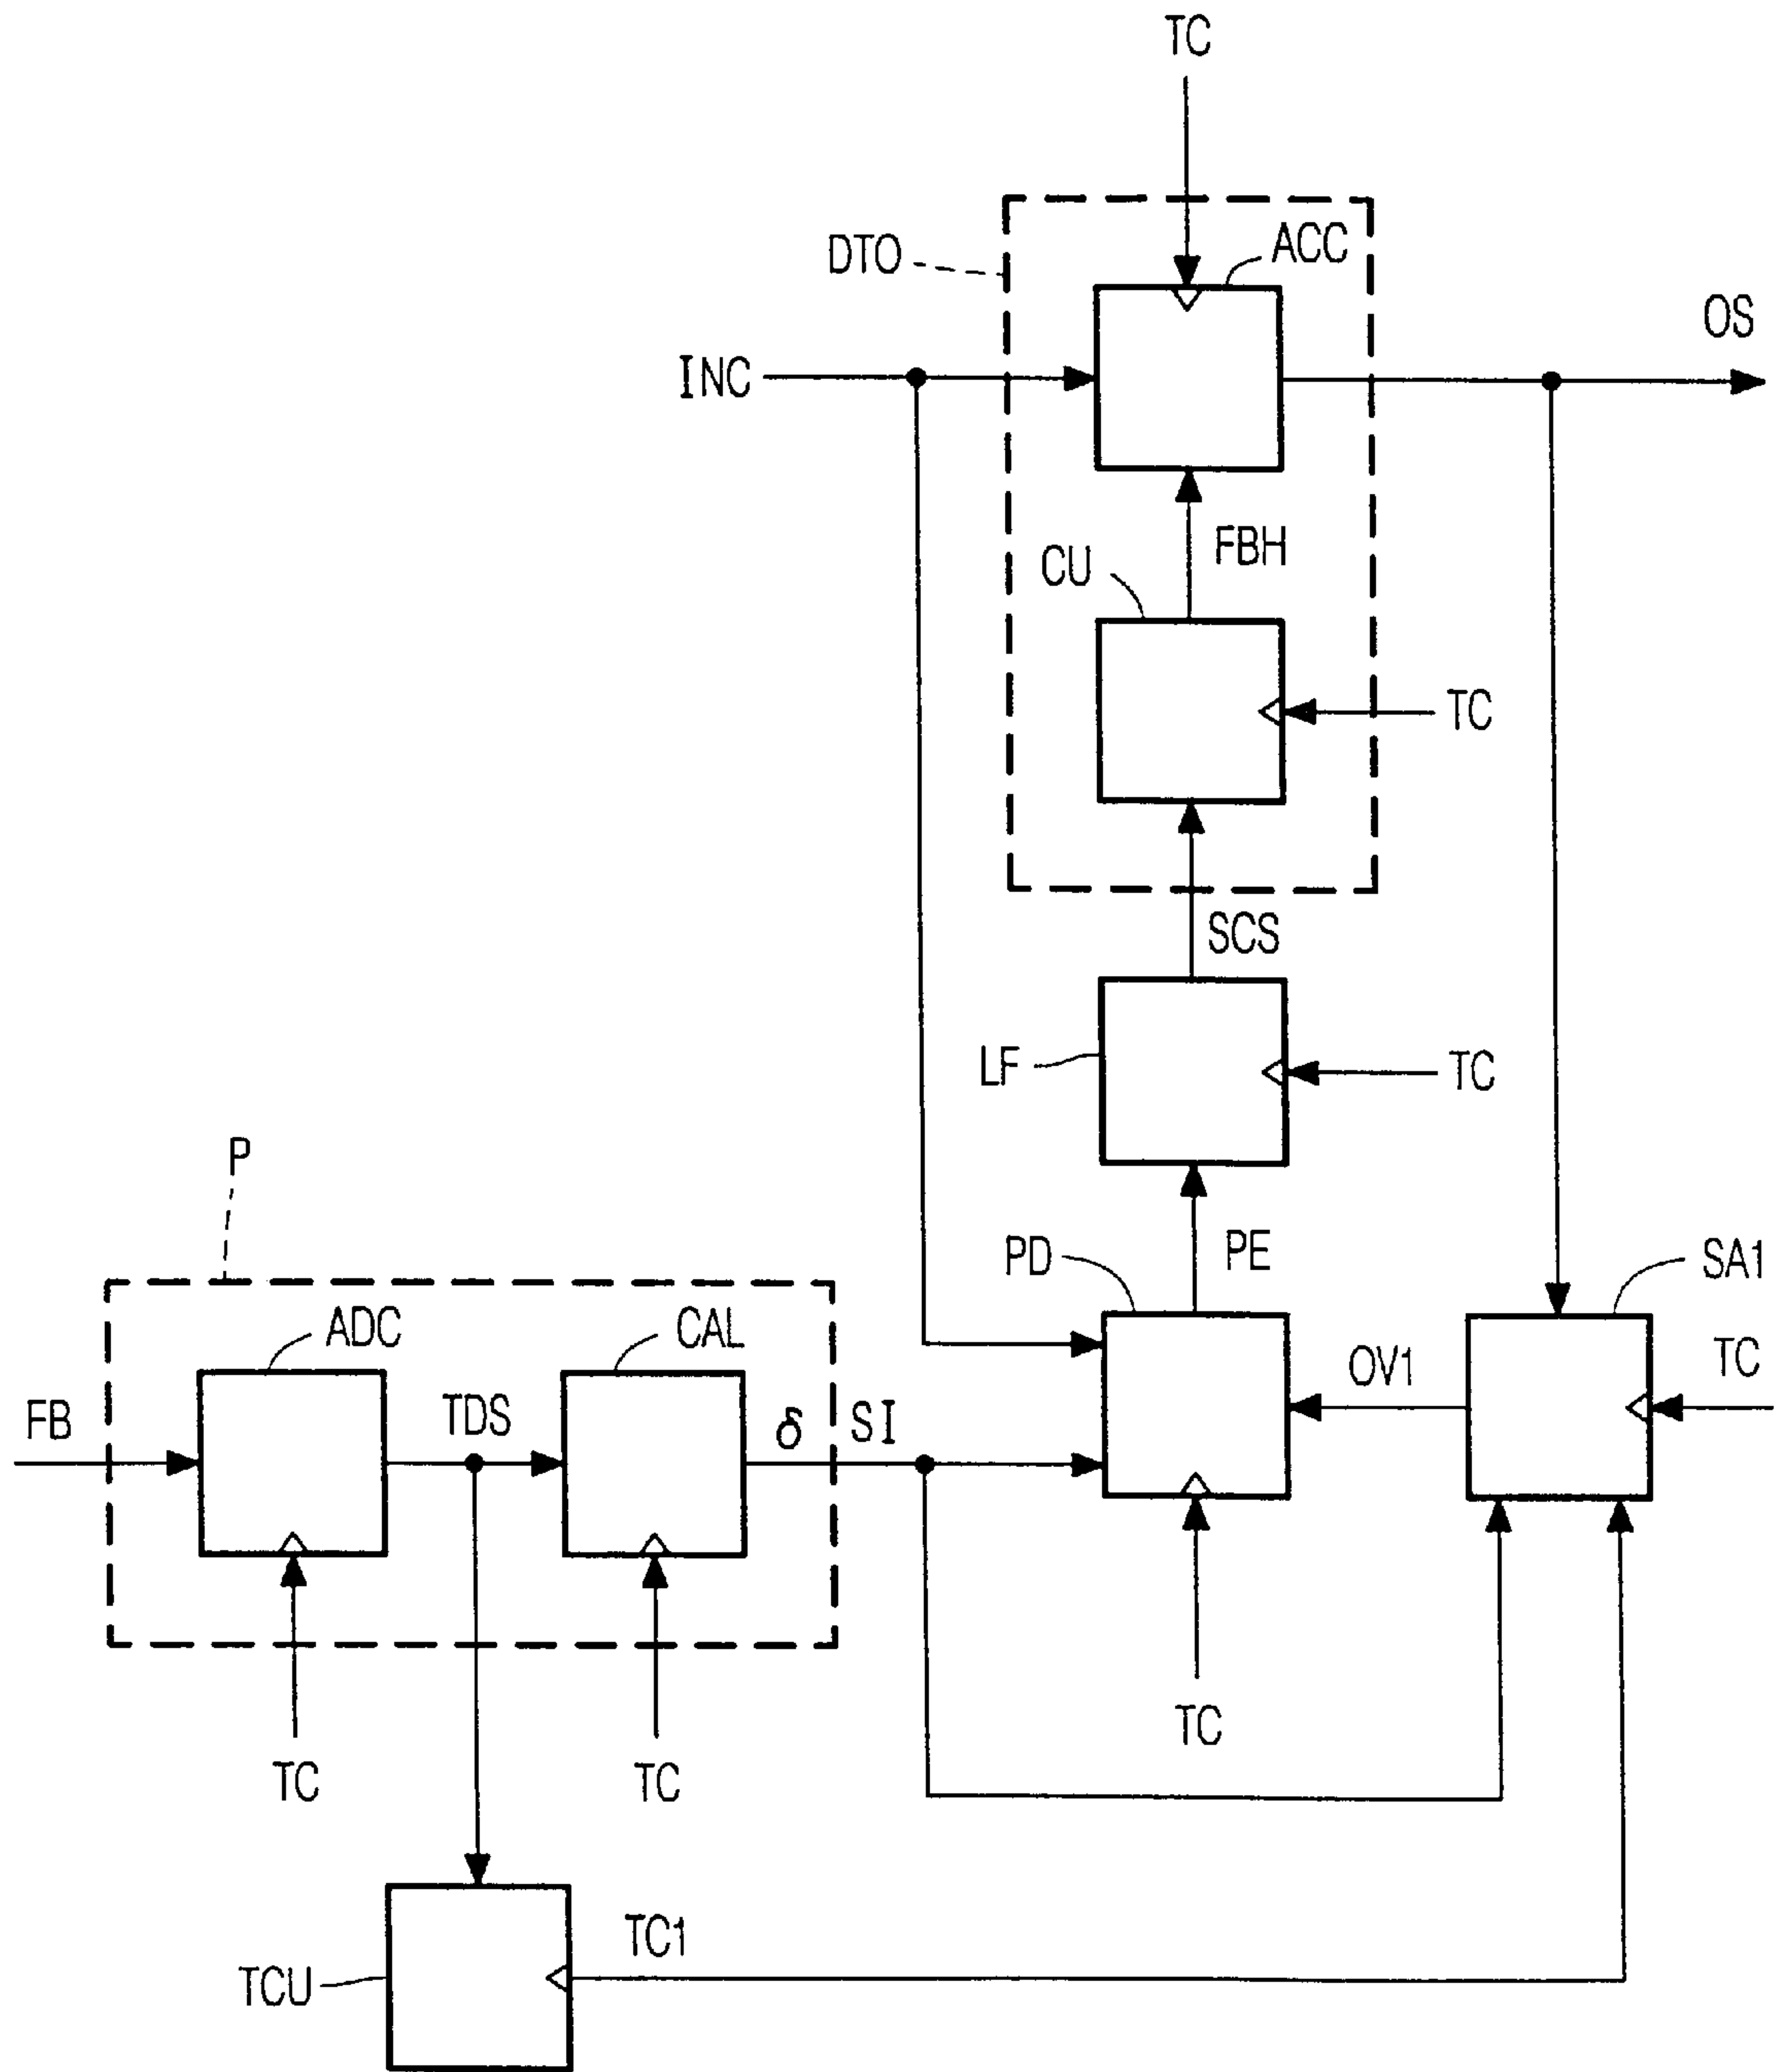 TC
DTO
ACC
OS
INC
FBH
CU
TC
SCS
LF
TC
P
PD
PE
SA1
ADC
CAL
OV1
TC
FB
TDS
δ
SI
TC
TC
TC
TC1
TCU